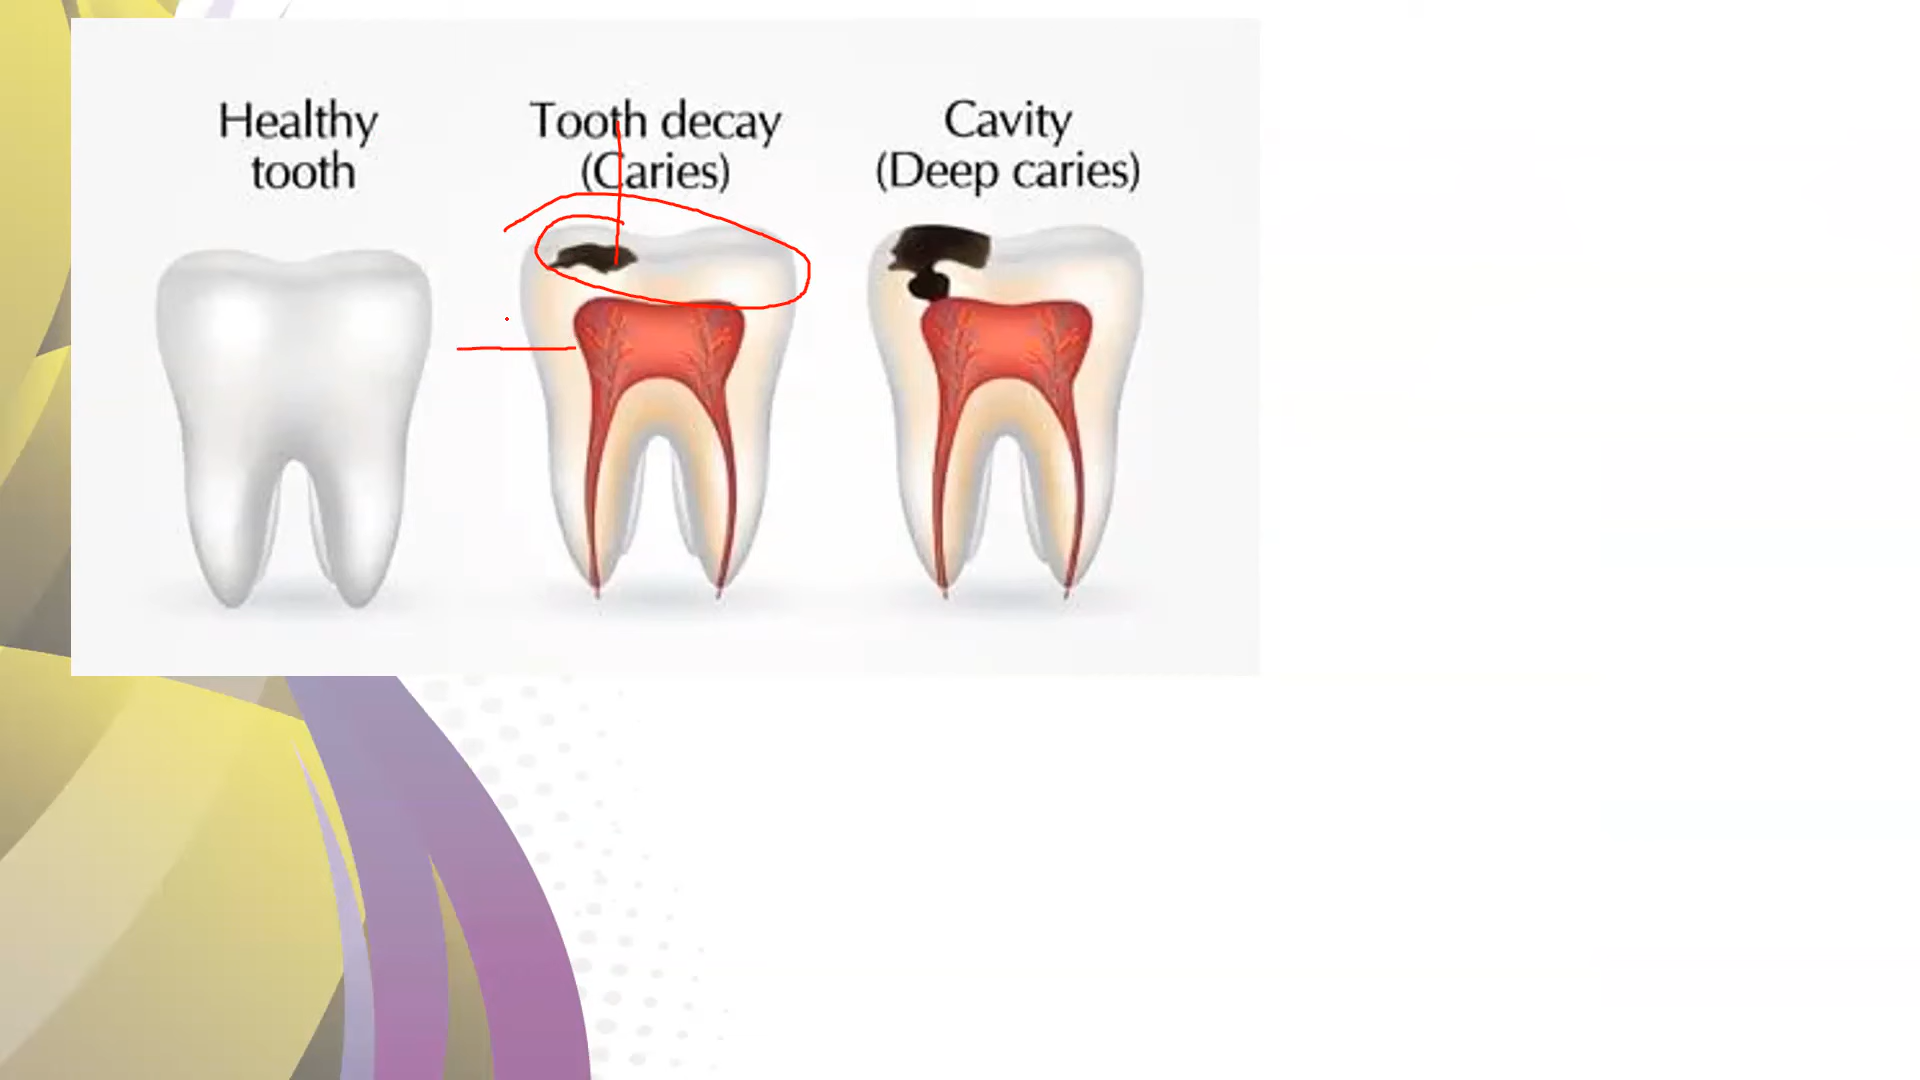 Healthy
tooth
Tooth decay
(Caries)
Cavity
(Deep caries)